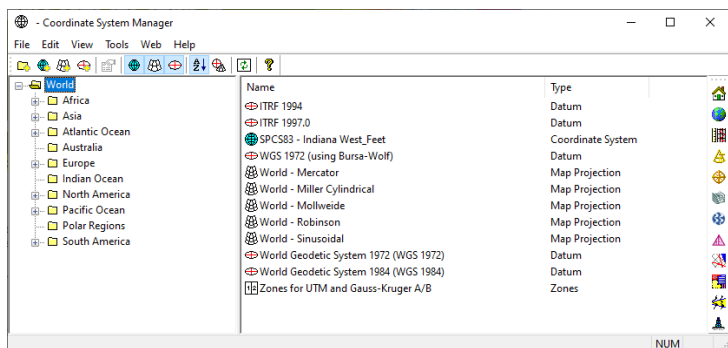 - Coordinate System Manager
File Edit View Tools Web Help
World
Africa
Asia
Atlantic Ocean
Australia
Europe
Indian Ocean
North America
Pacific Ocean
Polar Regions
South America
Name Type
ITRF 1994 Datum
ITRF 1997.0 Datum
SPCS83 - Indiana West_Feet Coordinate System
WGS 1972 (using Bursa-Wolf) Datum
World - Mercator Map Projection
World - Miller Cylindrical Map Projection
World - Mollweide Map Projection
World - Robinson Map Projection
World - Sinusoidal Map Projection
World Geodetic System 1972 (WGS 1972) Datum
World Geodetic System 1984 (WGS 1984) Datum
Zones for UTM and Gauss-Kruger A/B Zones
NUM